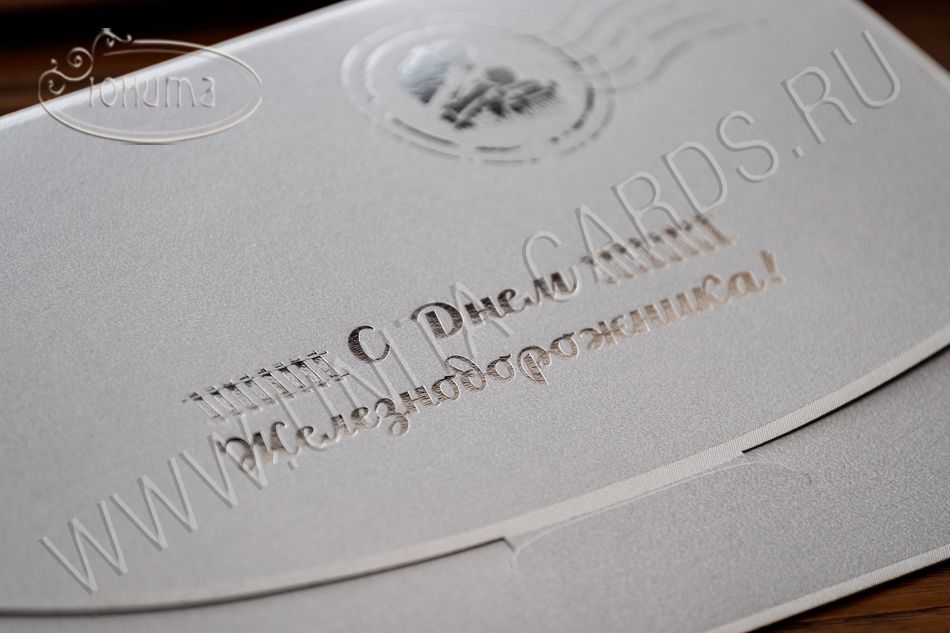 Юнита
С Днем
Железнодорожника!
WWW.UNITA-CARDS.RU